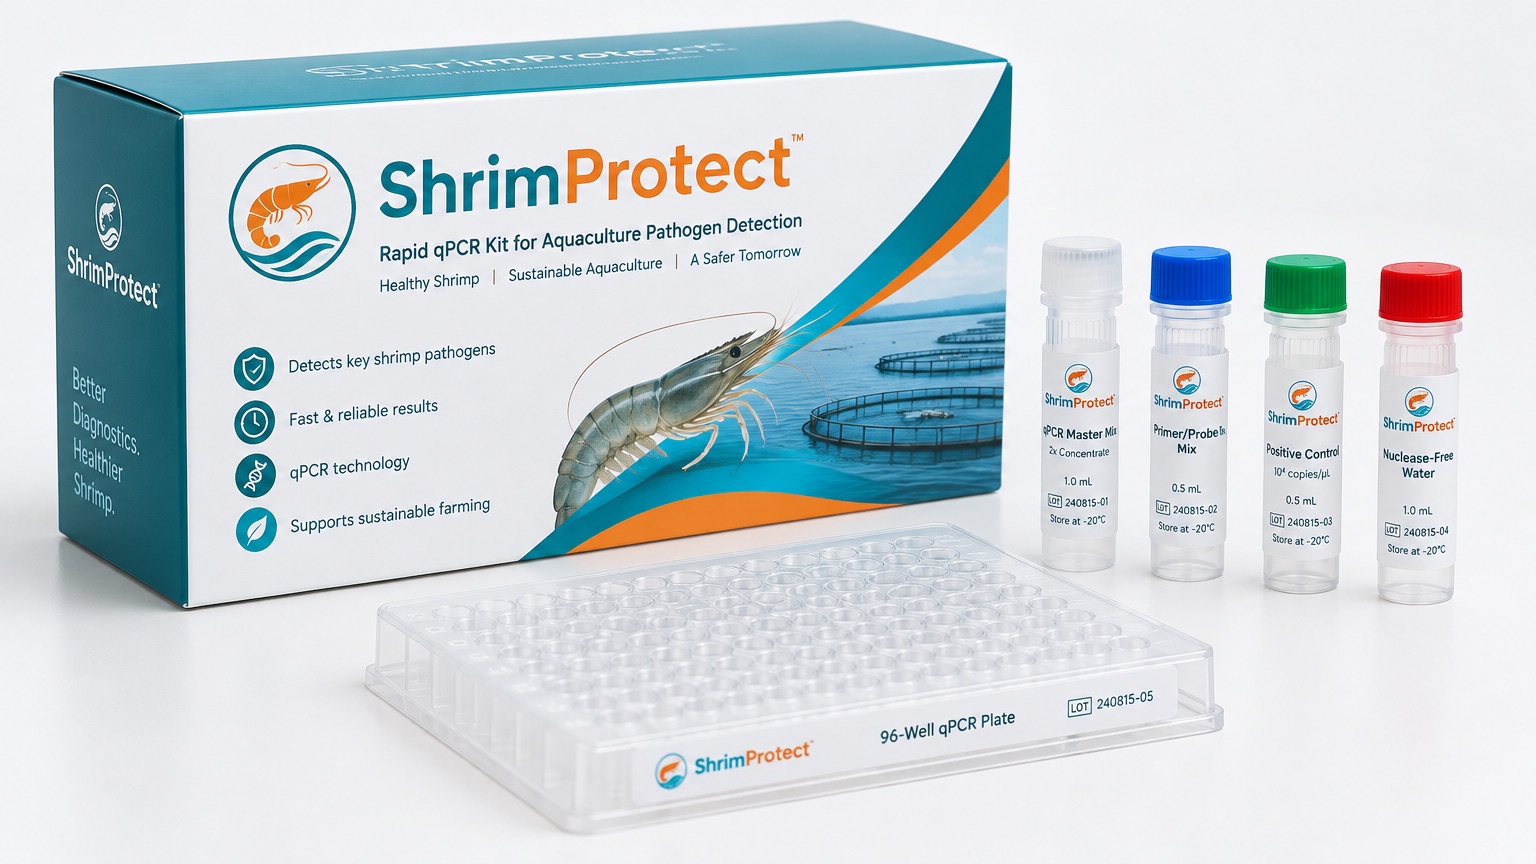 ShrimProtect™
Rapid qPCR Kit for Aquaculture Pathogen Detection
Healthy Shrimp | Sustainable Aquaculture | A Safer Tomorrow
Detects key shrimp pathogens
Fast & reliable results
qPCR technology
Supports sustainable farming
ShrimProtect
Better
Diagnostics.
Healthier
Shrimp.
ShrimProtect
qPCR Master Mix
2x Concentrate
1.0 mL
LOT 240815-01
Store at -20°C
ShrimProtect
Primer/Probe
Mix
0.5 mL
LOT 240815-02
Store at -20°C
ShrimProtect
Positive Control
10⁴ copies/µL
0.5 mL
LOT 240815-03
Store at -20°C
ShrimProtect
Nuclease-Free
Water
1.0 mL
LOT 240815-04
Store at -20°C
ShrimProtect
96-Well qPCR Plate
LOT 240815-05